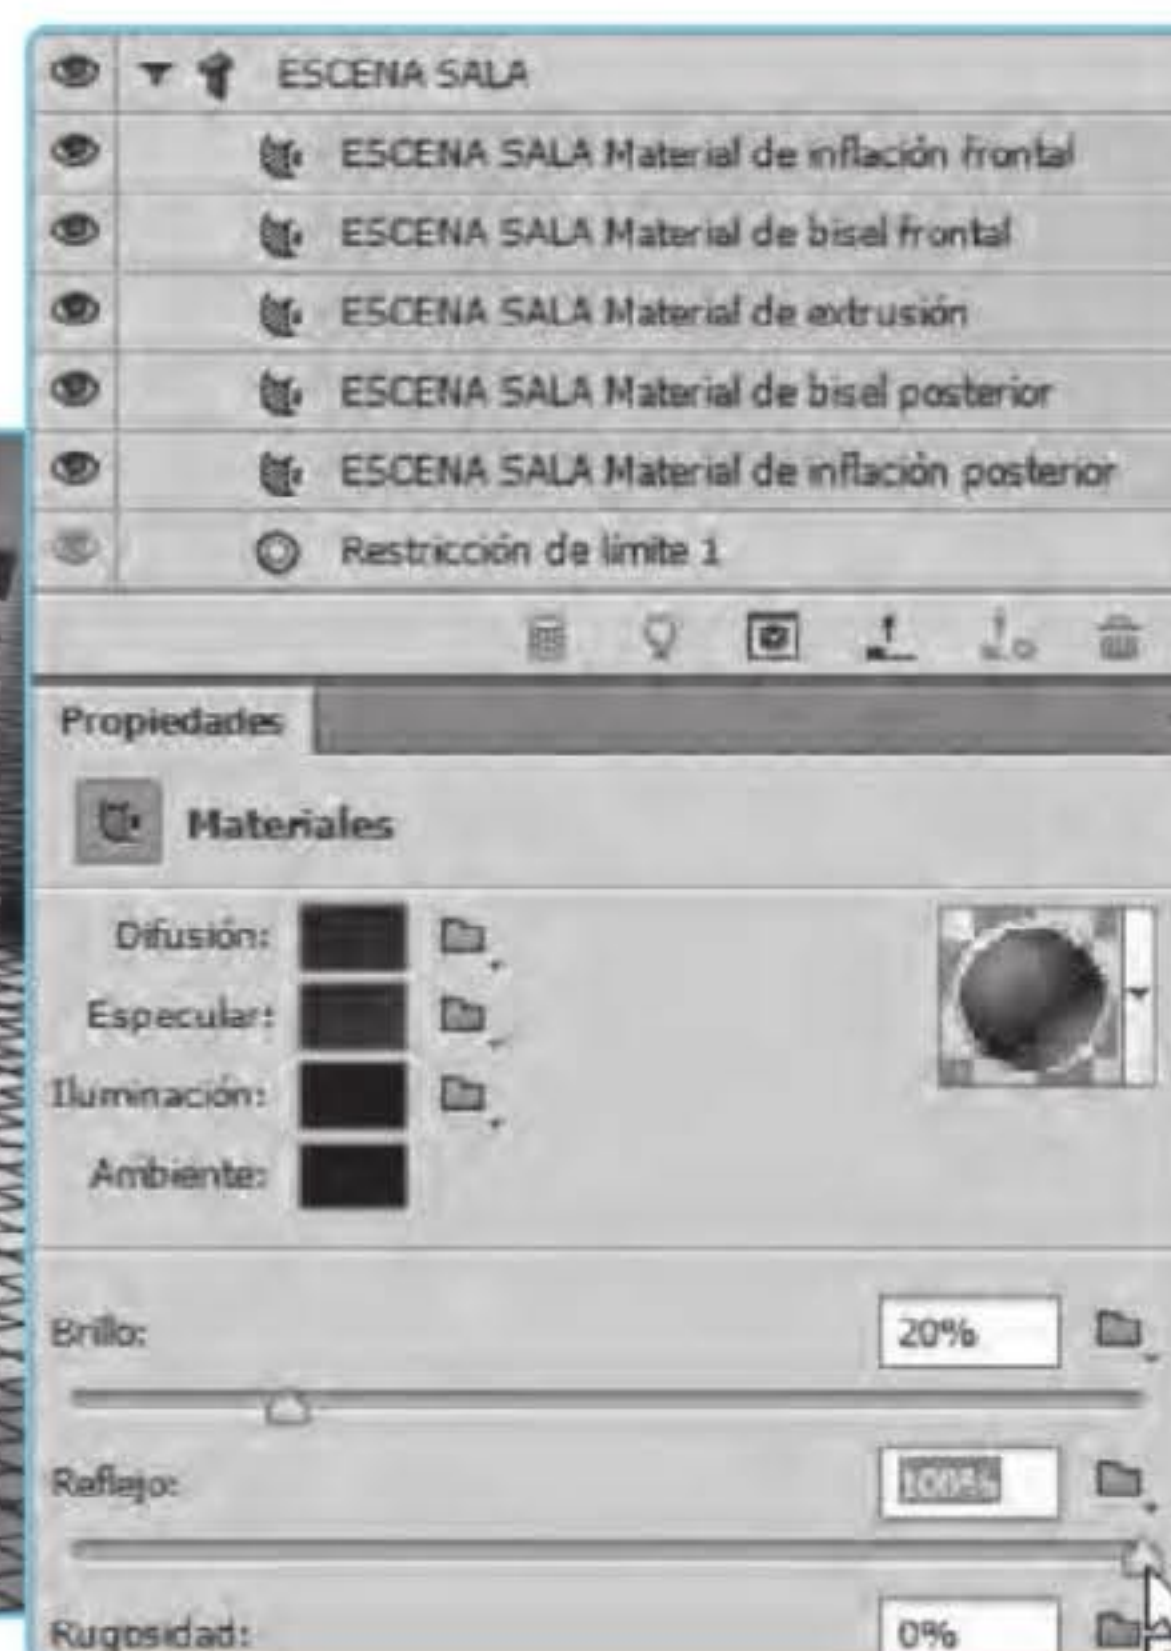 ESCENA SALA
ESCENA SALA Material de inflación frontal
ESCENA SALA Material de bisel frontal
ESCENA SALA Material de extrusión
ESCENA SALA Material de bisel posterior
ESCENA SALA Material de inflación posterior
Restricción de límite 1
Propiedades
Materiales
Difusión:
Especular:
Iluminación:
Ambiente:
Brillo: 20%
Reflejo: 100%
Rugosidad: 0%